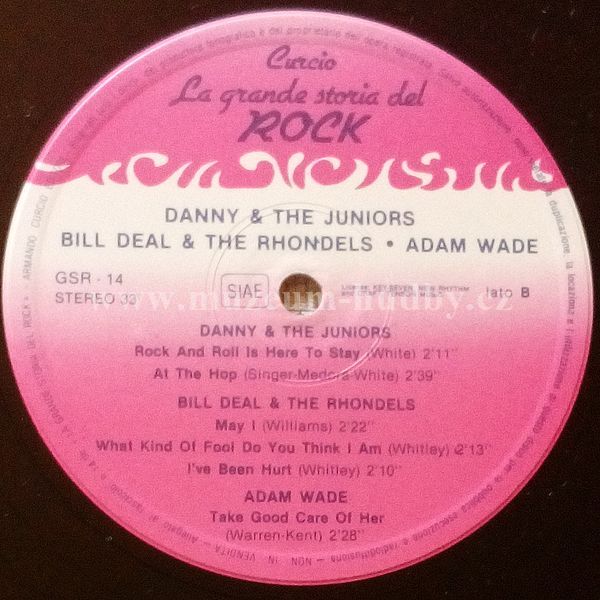 Curcio
La grande storia del
ROCK
DANNY & THE JUNIORS
BILL DEAL & THE RHONDELS • ADAM WADE
GSR - 14
STEREO 33
SIAE
lato B
www.muzeum-hudby.cz
DANNY & THE JUNIORS
Rock And Roll Is Here To Stay (White) 2'11"
At The Hop (Singer-Medora-White) 2'39"
BILL DEAL & THE RHONDELS
May I (Williams) 2'22"
What Kind Of Fool Do You Think I Am (Whitley) 2'13"
I've Been Hurt (Whitley) 2'10"
ADAM WADE
Take Good Care Of Her
(Warren-Kent) 2'28"